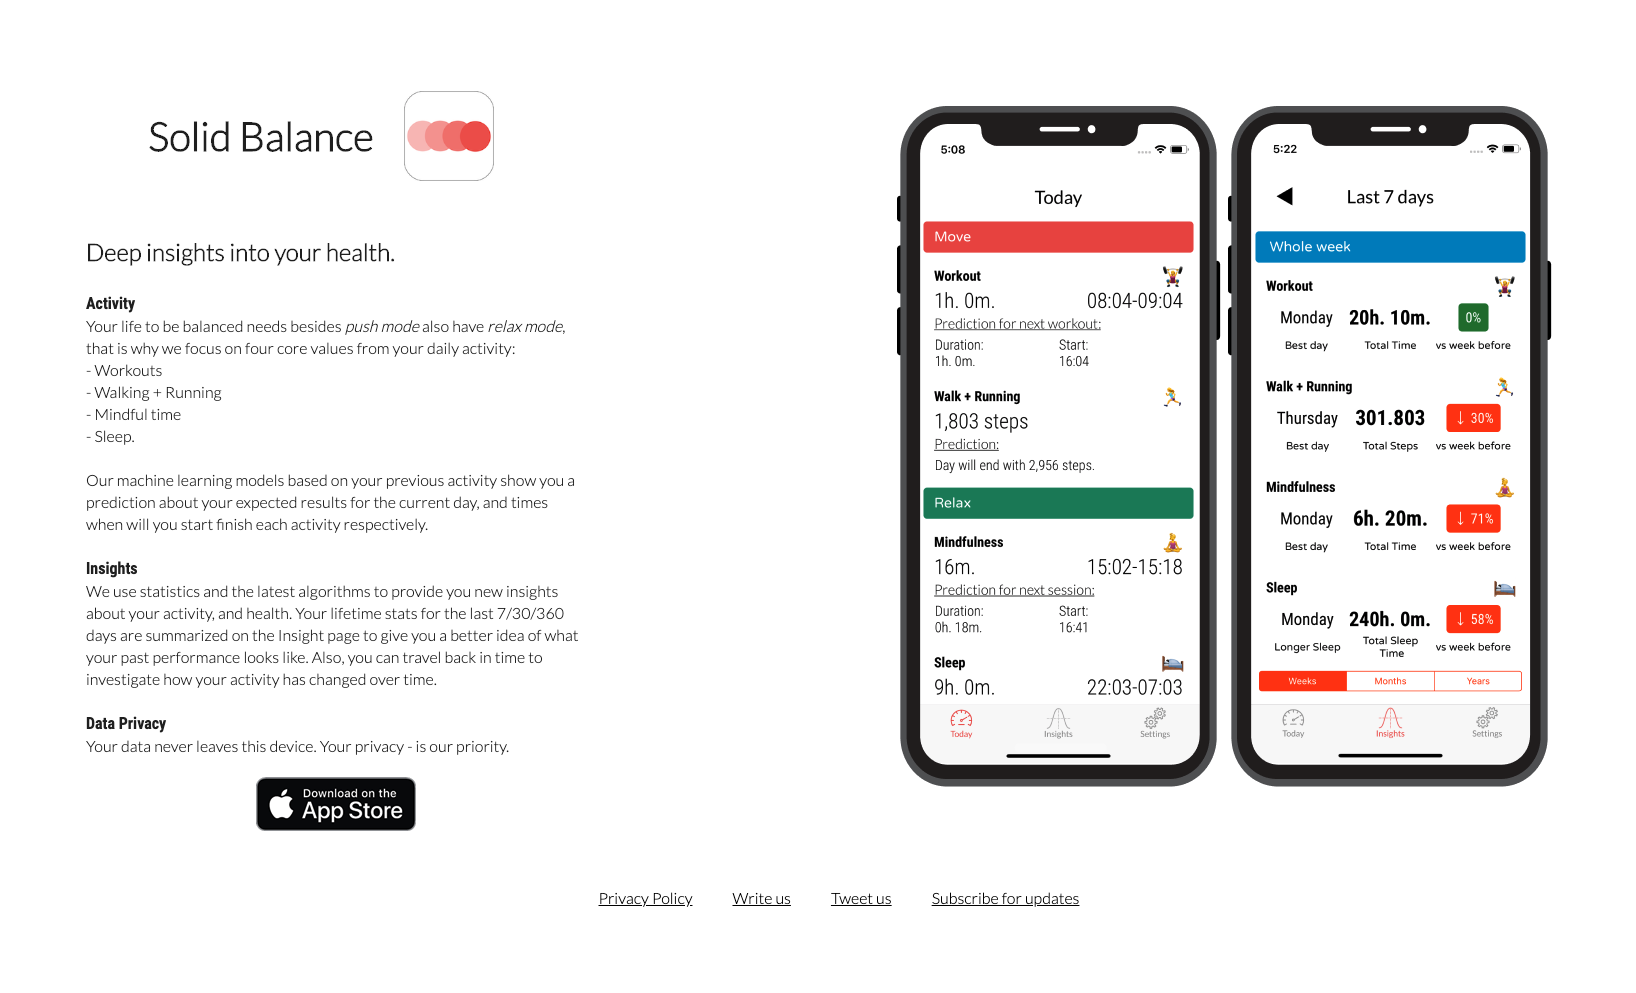 Solid Balance
Deep insights into your health.
Activity
Your life to be balanced needs besides push mode also have relax mode,
that is why we focus on four core values from your daily activity:
- Workouts
- Walking + Running
- Mindful time
- Sleep.
Our machine learning models based on your previous activity show you a
prediction about your expected results for the current day, and times
when will you start finish each activity respectively.
Insights
We use statistics and the latest algorithms to provide you new insights
about your activity, and health. Your lifetime stats for the last 7/30/360
days are summarized on the Insight page to give you a better idea of what
your past performance looks like. Also, you can travel back in time to
investigate how your activity has changed over time.
Data Privacy
Your data never leaves this device. Your privacy - is our priority.
Download on the
App Store
5:08
Today
Move
Workout
1h. 0m. 08:04-09:04
Prediction for next workout:
Duration: Start:
1h. 0m. 16:04
Walk + Running
1,803 steps
Prediction:
Day will end with 2,956 steps.
Relax
Mindfulness
16m. 15:02-15:18
Prediction for next session:
Duration: Start:
0h. 18m. 16:41
Sleep
9h. 0m. 22:03-07:03
Today Insights Settings
5:22
Last 7 days
Whole week
Workout
Monday 20h. 10m. 0%
Best day Total Time vs week before
Walk + Running
Thursday 301.803 ↓ 30%
Best day Total Steps vs week before
Mindfulness
Monday 6h. 20m. ↓ 71%
Best day Total Time vs week before
Sleep
Monday 240h. 0m. ↓ 58%
Longer Sleep Total Sleep Time vs week before
Weeks Months Years
Today Insights Settings
Privacy Policy Write us Tweet us Subscribe for updates